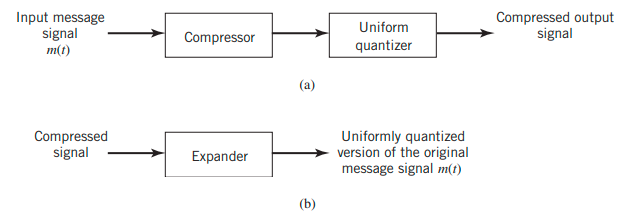 Input message
signal
m(t)
Compressor
Uniform
quantizer
Compressed output
signal
(a)
Compressed
signal
Expander
Uniformly quantized
version of the original
message signal m(t)
(b)